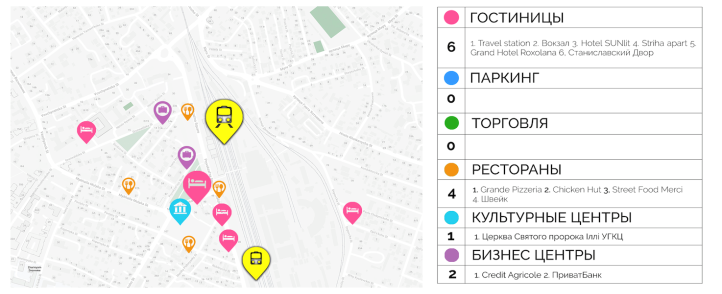 ГОСТИНИЦЫ
6
1. Travel station 2. Вокзал 3. Hotel SUNlit 4. Striha apart 5.
Grand Hotel Roxolana 6. Станиславский Двор
ПАРКИНГ
0
ТОРГОВЛЯ
0
РЕСТОРАНЫ
4
1. Grande Pizzeria 2. Chicken Hut 3. Street Food Merci
4. Швейк
КУЛЬТУРНЫЕ ЦЕНТРЫ
1
1. Церква Святого пророка Іллі УГКЦ
БИЗНЕС ЦЕНТРЫ
2
1. Credit Agricole 2. ПриватБанк